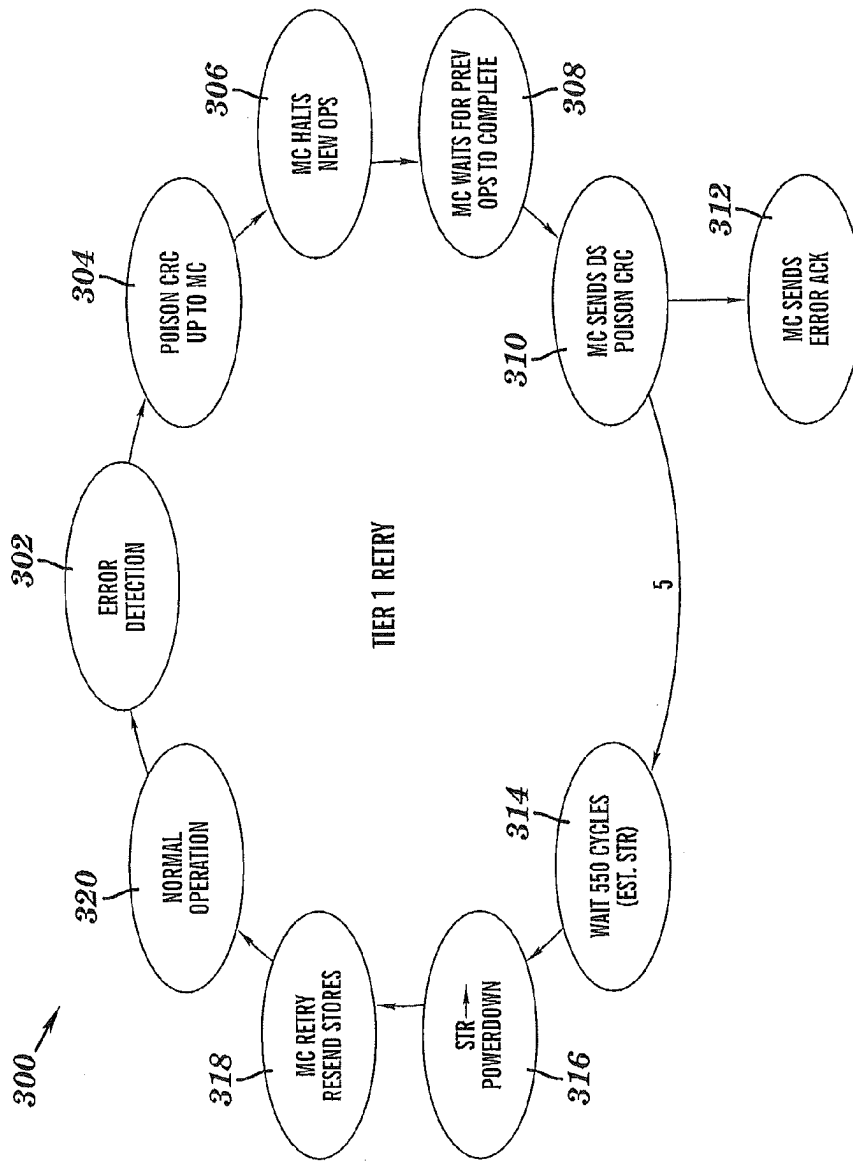 300
302
ERROR
DETECTION
304
POISON CRC
UP TO MC
306
MC HALTS
NEW OPS
308
MC WAITS FOR PREV
OPS TO COMPLETE
310
MC SENDS DS
POISON CRC
312
MC SENDS
ERROR ACK
5
314
WAIT 550 CYCLES
(EST. STR)
316
STR →
POWERDOWN
318
MC RETRY
RESEND STORES
320
NORMAL
OPERATION
TIER 1 RETRY